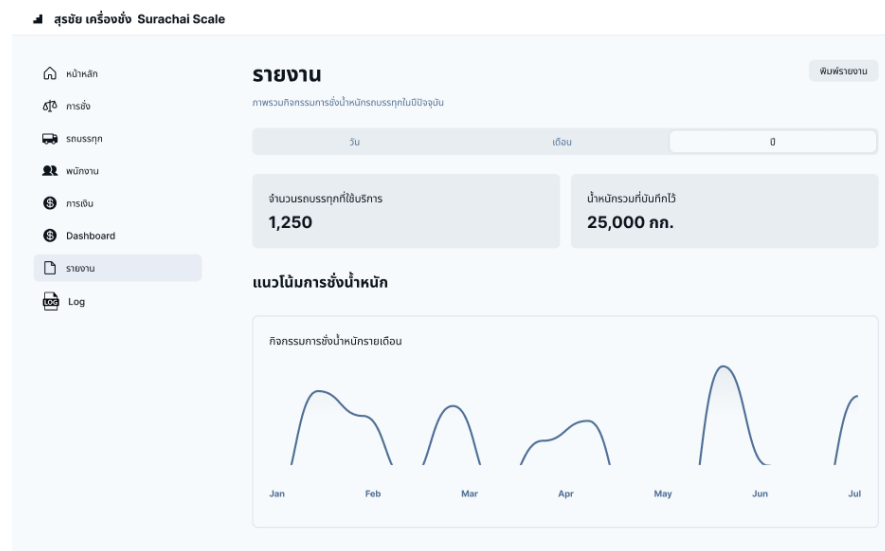 สุรชัย เครื่องชั่ง Surachai Scale
หน้าหลัก
การชั่ง
รถบรรทุก
พนักงาน
การเงิน
Dashboard
รายงาน
LOG Log
รายงาน
พิมพ์รายงาน
ภาพรวมกิจกรรมการชั่งน้ำหนักรถบรรทุกในปีปัจจุบัน
วัน เดือน ปี
จำนวนรถบรรทุกที่ใช้บริการ
1,250
น้ำหนักรวมที่บันทึกไว้
25,000 กก.
แนวโน้มการชั่งน้ำหนัก
กิจกรรมการชั่งน้ำหนักรายเดือน
Jan Feb Mar Apr May Jun Jul